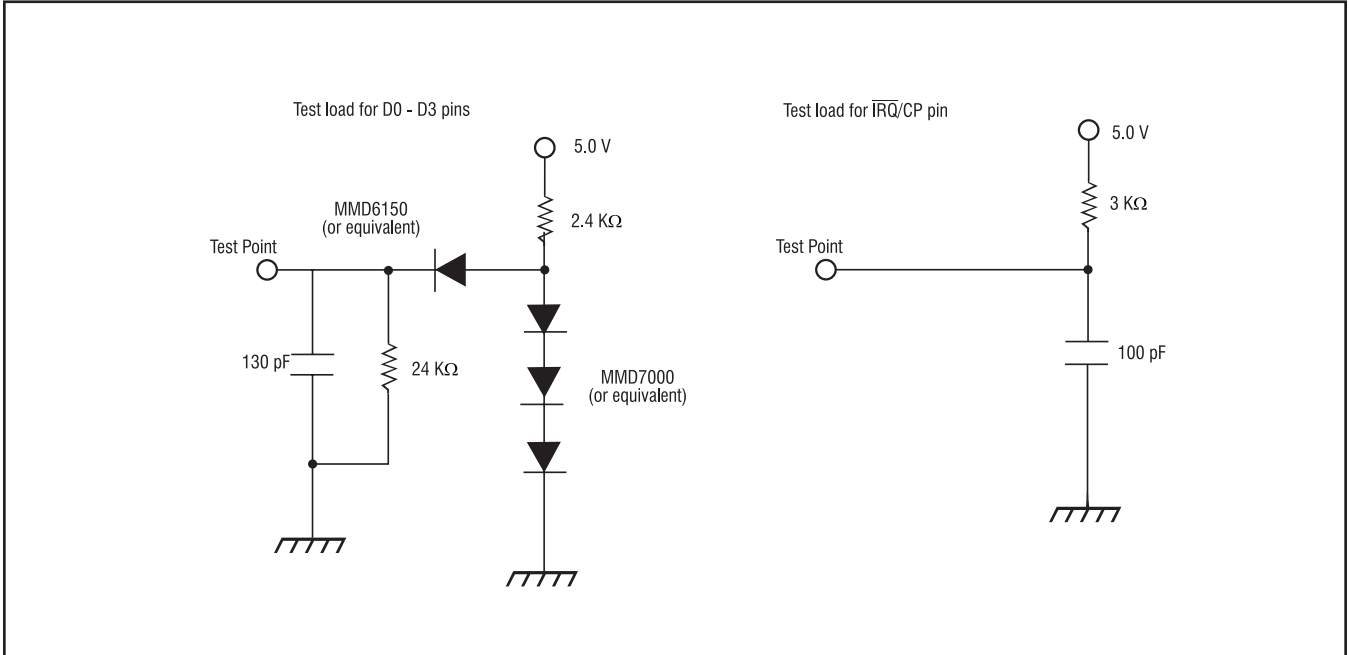 Test load for D0 - D3 pins
5.0 V
2.4 KΩ
MMD6150
(or equivalent)
Test Point
130 pF
24 KΩ
MMD7000
(or equivalent)
Test load for I̅R̅Q̅/CP pin
5.0 V
3 KΩ
Test Point
100 pF